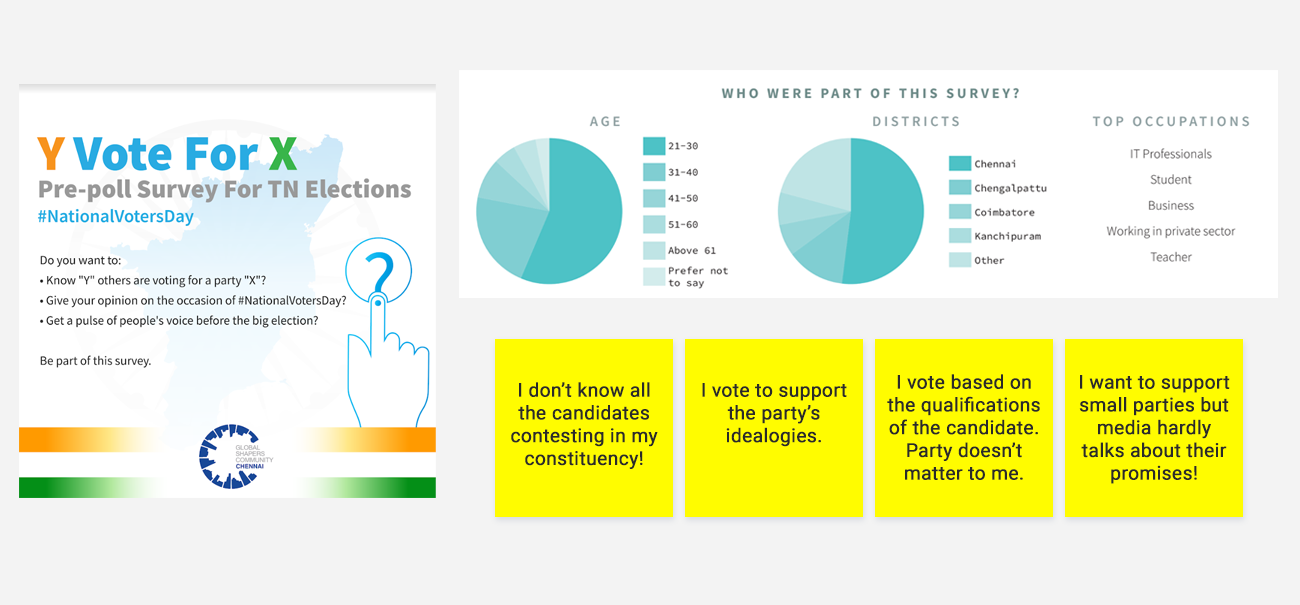 Y Vote For X
Pre-poll Survey For TN Elections
#NationalVotersDay
Do you want to:
• Know "Y" others are voting for a party "X"?
• Give your opinion on the occasion of #NationalVotersDay?
• Get a pulse of people's voice before the big election?
Be part of this survey.
?
GLOBAL
SHAPERS
COMMUNITY
CHENNAI
WHO WERE PART OF THIS SURVEY?
AGE
21-30
31-40
41-50
51-60
Above 61
Prefer not
to say
DISTRICTS
Chennai
Chengalpattu
Coimbatore
Kanchipuram
Other
TOP OCCUPATIONS
IT Professionals
Student
Business
Working in private sector
Teacher
I don’t know all
the candidates
contesting in my
constituency!
I vote to support
the party’s
idealogies.
I vote based on
the qualifications
of the candidate.
Party doesn’t
matter to me.
I want to support
small parties but
media hardly
talks about their
promises!